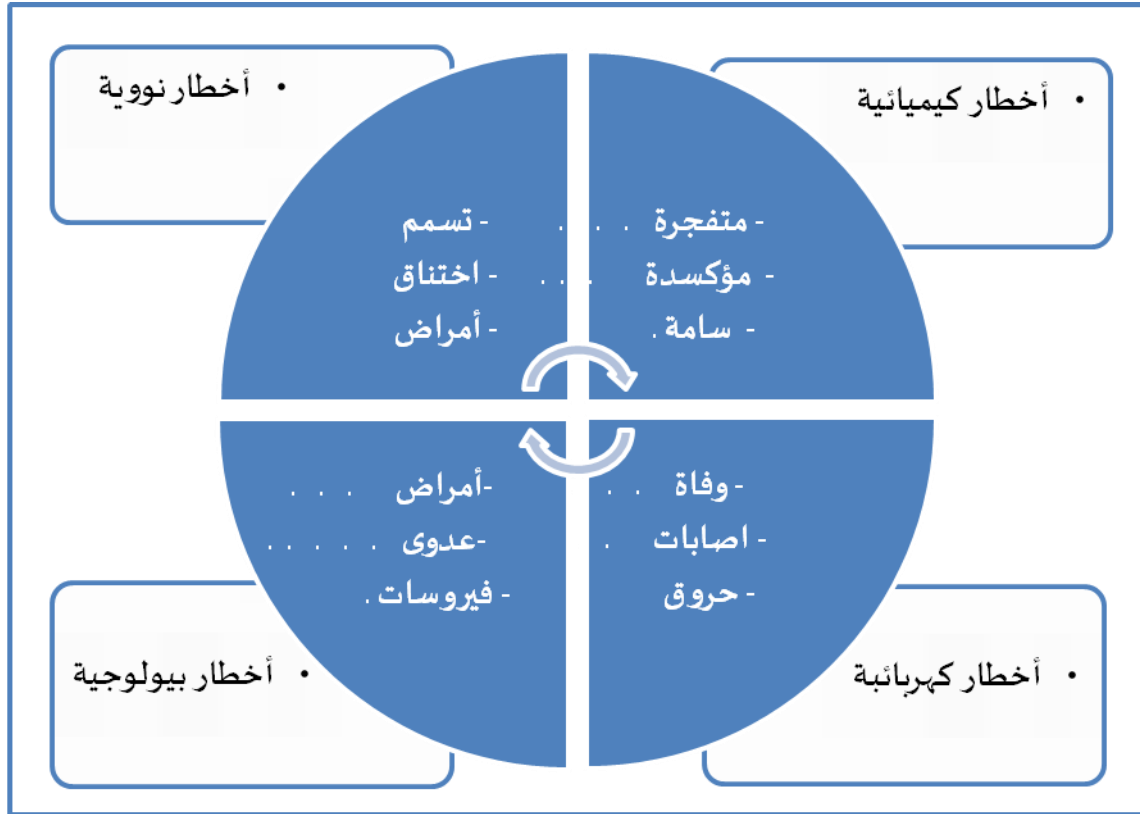 • أخطار كيميائية
- متفجرة . . . .
- مؤكسدة . . .
- سامة .
• أخطار نووية
- تسمم
- اختناق
- أمراض
• أخطار كهربائبة
- وفاة . .
- اصابات .
- حروق
• أخطار بيولوجية
-أمراض . . .
-عدوى . . . . .
- فيروسات .